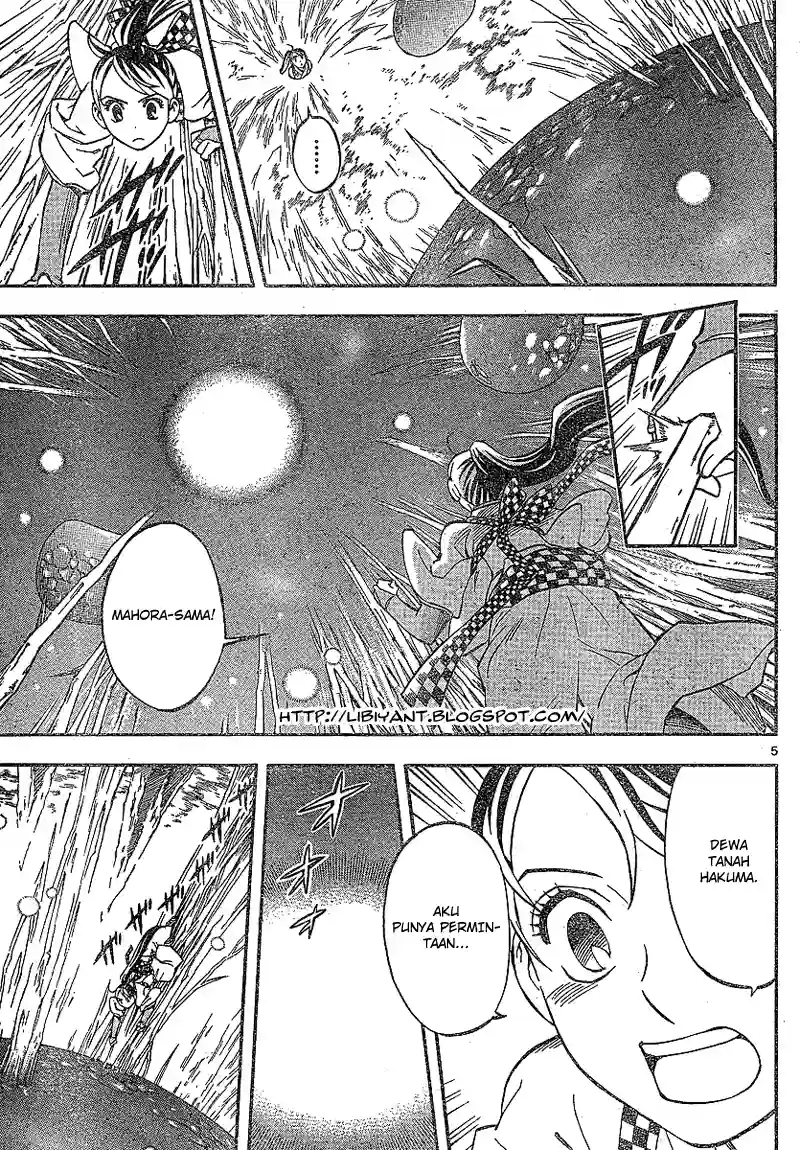 ......
MAHORA-SAMA!
HTTP://LIBIYANT.BLOGSPOT.COM/
5
DEWA
TANAH
HAKUMA.
AKU
PUNYA PERMIN-
TAAN...